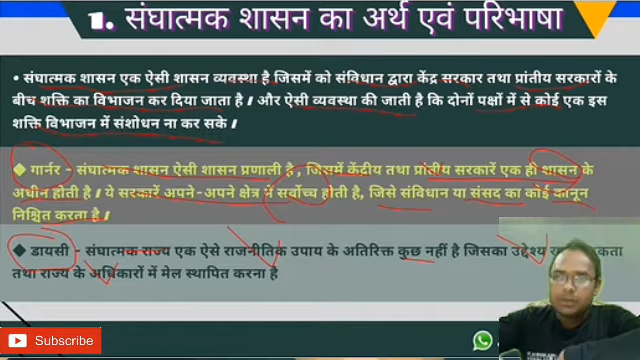 1. संघात्मक शासन का अर्थ एवं परिभाषा
• संघात्मक शासन एक ऐसी शासन व्यवस्था है जिसमें को संविधान द्वारा केंद्र सरकार तथा प्रांतीय सरकारों के
बीच शक्ति का विभाजन कर दिया जाता है । और ऐसी व्यवस्था की जाती है कि दोनों पक्षों में से कोई एक इस
शक्ति विभाजन में संशोधन ना कर सके ।
◆ गार्नर – संघात्मक शासन ऐसी शासन प्रणाली है , जिसमें केंद्रीय तथा प्रांतीय सरकारें एक ही शासन के
अधीन होती है । ये सरकारें अपने-अपने क्षेत्र में सर्वोच्च होती है, जिसे संविधान या संसद का कोई कानून
निश्चित करता है ।
◆ डायसी – संघात्मक राज्य एक ऐसे राजनीतिक उपाय के अतिरिक्त कुछ नहीं है जिसका उद्देश्य
तथा राज्य के अधिकारों में मेल स्थापित करना है
Subscribe